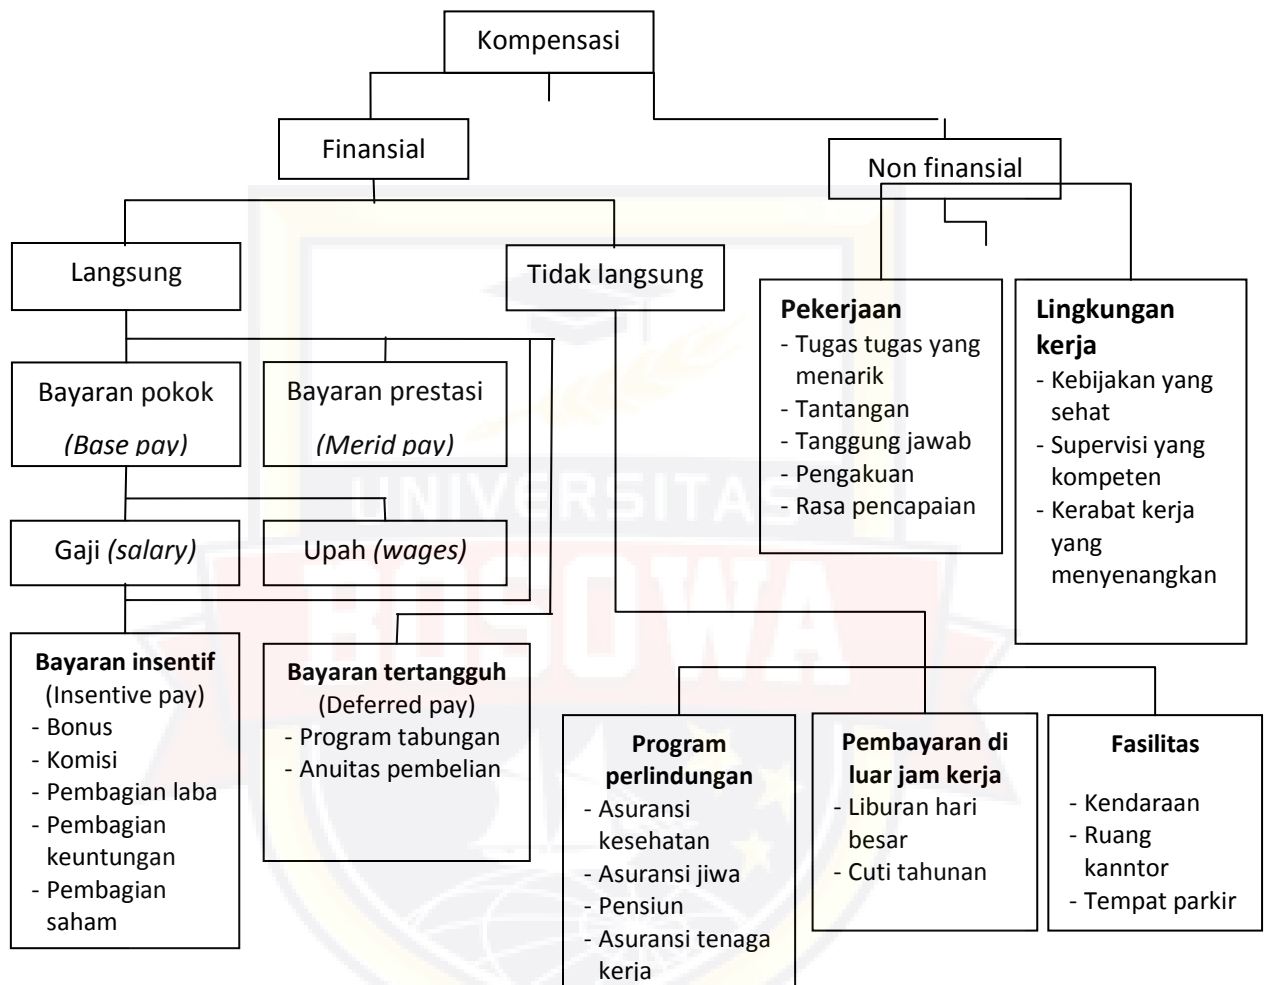 Kompensasi
Finansial
Non finansial
Langsung
Tidak langsung
Pekerjaan
- Tugas tugas yang
menarik
- Tantangan
- Tanggung jawab
- Pengakuan
- Rasa pencapaian
Lingkungan
kerja
- Kebijakan yang
sehat
- Supervisi yang
kompeten
- Kerabat kerja
yang
menyenangkan
Bayaran pokok
(Base pay)
Bayaran prestasi
(Merid pay)
Gaji (salary)
Upah (wages)
Bayaran insentif
(Insentive pay)
- Bonus
- Komisi
- Pembagian laba
- Pembagian
keuntungan
- Pembagian
saham
Bayaran tertangguh
(Deferred pay)
- Program tabungan
- Anuitas pembelian
Program
perlindungan
- Asuransi
kesehatan
- Asuransi jiwa
- Pensiun
- Asuransi tenaga
kerja
Pembayaran di
luar jam kerja
- Liburan hari
besar
- Cuti tahunan
Fasilitas
- Kendaraan
- Ruang
kanntor
- Tempat parkir
UNIVERSITAS
BOSOWA